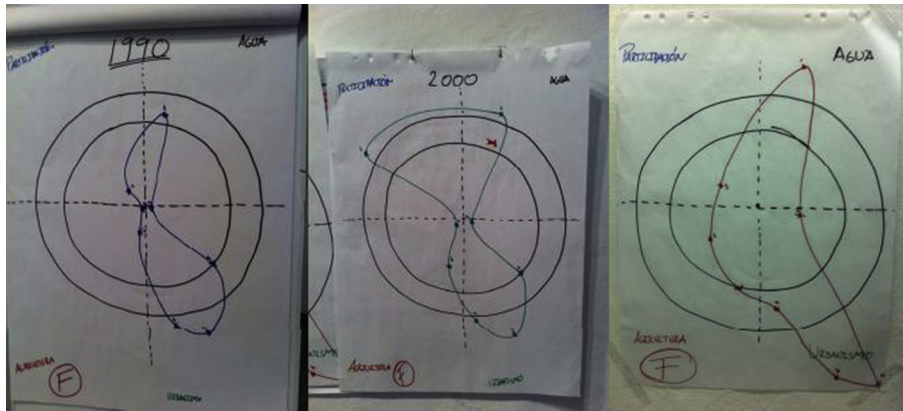 1990
PARTICIPACIÓN
AGUA
AGRICULTURA
F
URBANISMO
2000
PARTICIPACIÓN
AGUA
AGRICULTURA
URBANISMO
PARTICIPACIÓN
AGUA
AGRICULTURA
F
URBANISMO